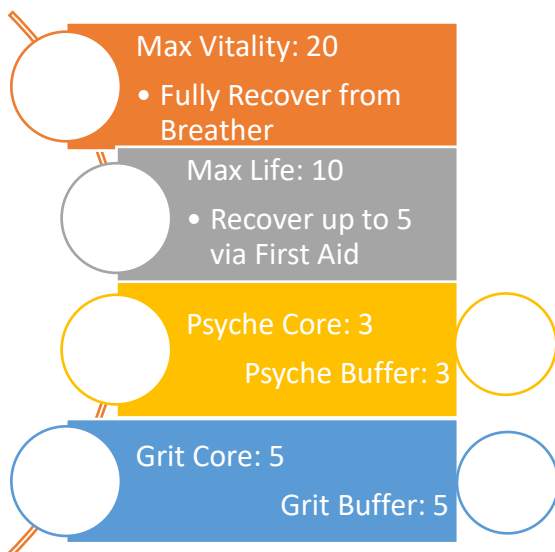 Max Vitality: 20
• Fully Recover from
Breather
Max Life: 10
• Recover up to 5
via First Aid
Psyche Core: 3
Psyche Buffer: 3
Grit Core: 5
Grit Buffer: 5